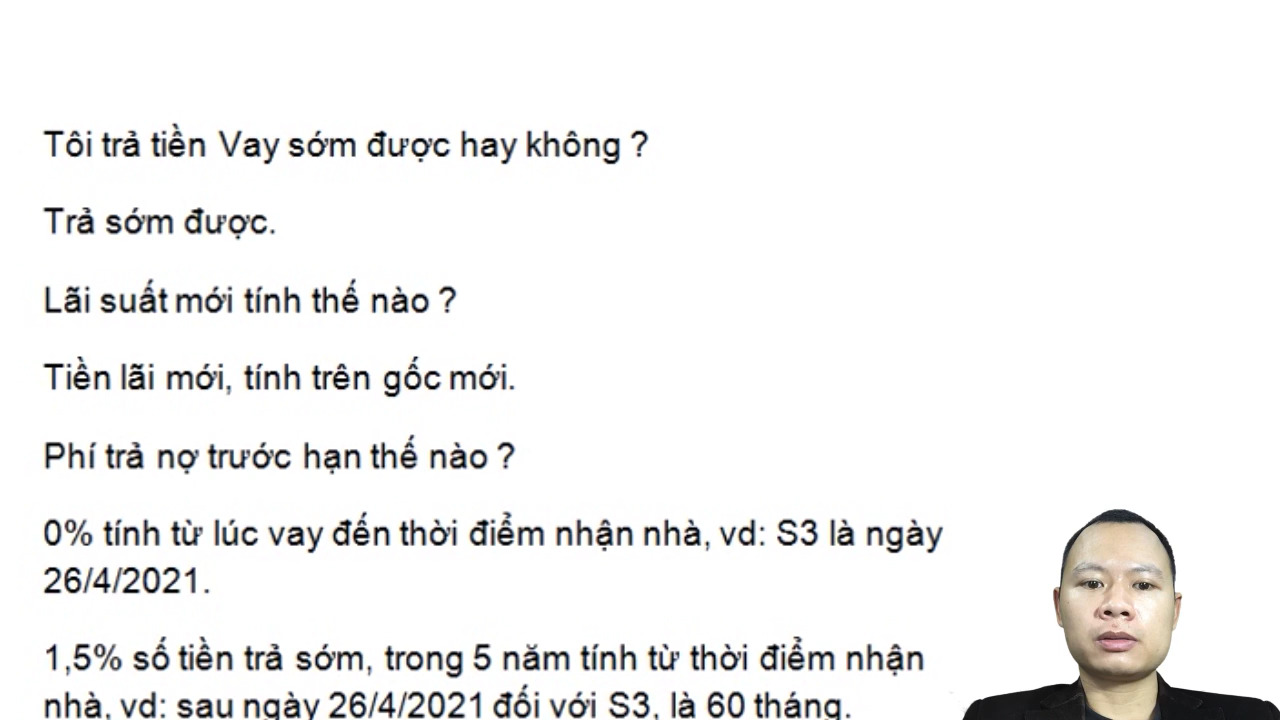 Tôi trả tiền Vay sớm được hay không ?
Trả sớm được.
Lãi suất mới tính thế nào ?
Tiền lãi mới, tính trên gốc mới.
Phí trả nợ trước hạn thế nào ?
0% tính từ lúc vay đến thời điểm nhận nhà, vd: S3 là ngày
26/4/2021.
1,5% số tiền trả sớm, trong 5 năm tính từ thời điểm nhận
nhà, vd: sau ngày 26/4/2021 đối với S3, là 60 tháng.